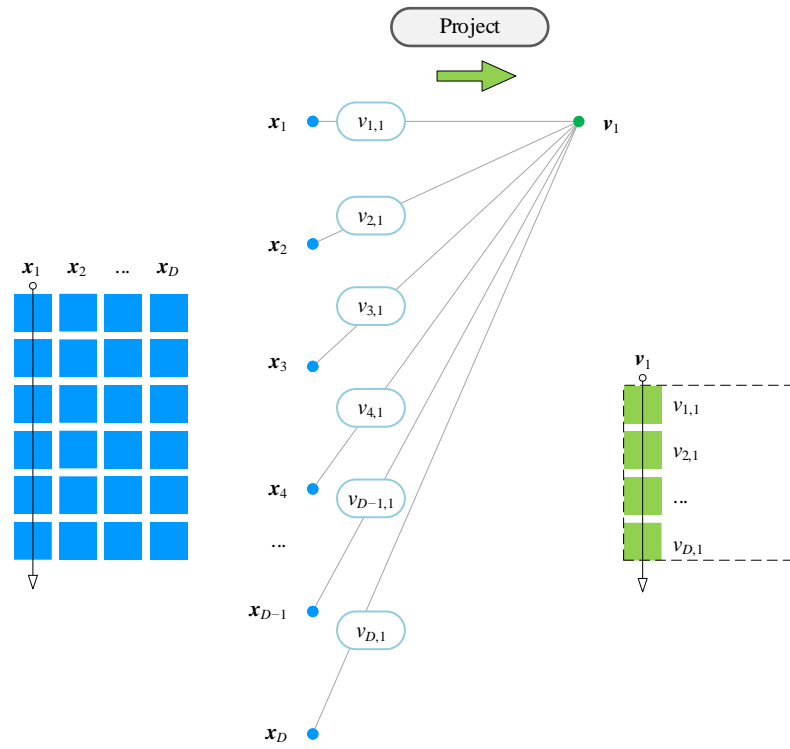 Project
x1 v1,1 v1
x2 v2,1
x3 v3,1
x4 v4,1
...
xD−1 vD−1,1
xD vD,1
x1 x2 ... xD
v1
v1,1
v2,1
...
vD,1